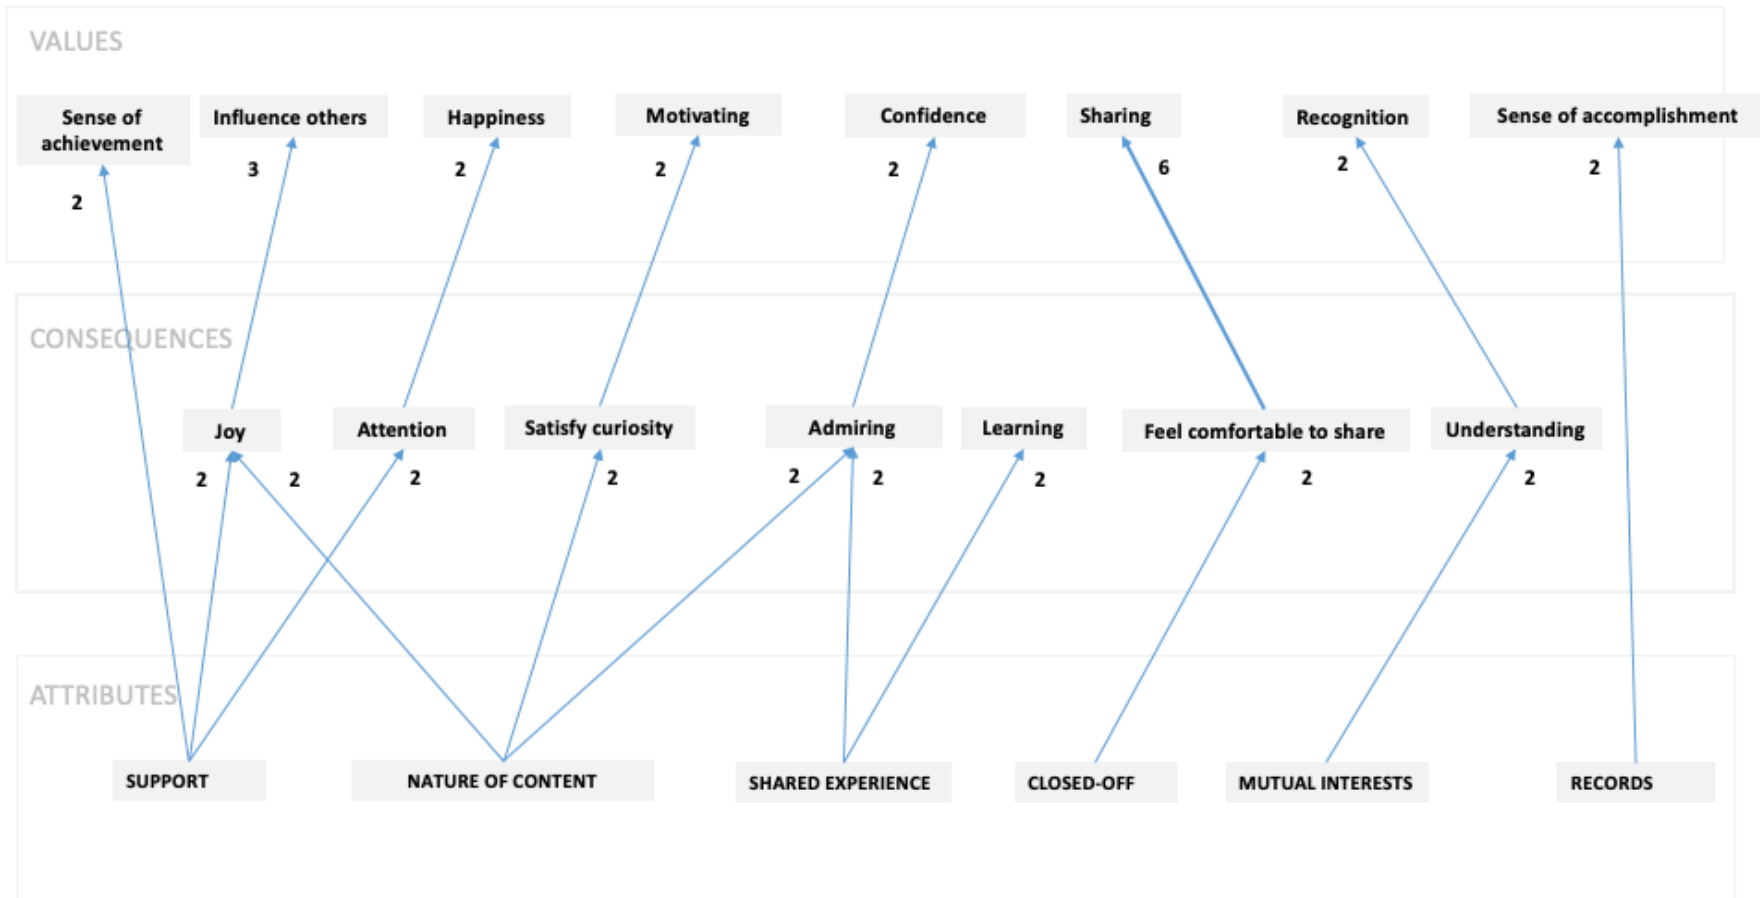 VALUES
Sense of
achievement
Influence others
Happiness
Motivating
Confidence
Sharing
Recognition
Sense of accomplishment
2
3
2
2
2
6
2
2
CONSEQUENCES
Joy
Attention
Satisfy curiosity
Admiring
Learning
Feel comfortable to share
Understanding
2
2
2
2
2
2
2
2
2
ATTRIBUTES
SUPPORT
NATURE OF CONTENT
SHARED EXPERIENCE
CLOSED-OFF
MUTUAL INTERESTS
RECORDS